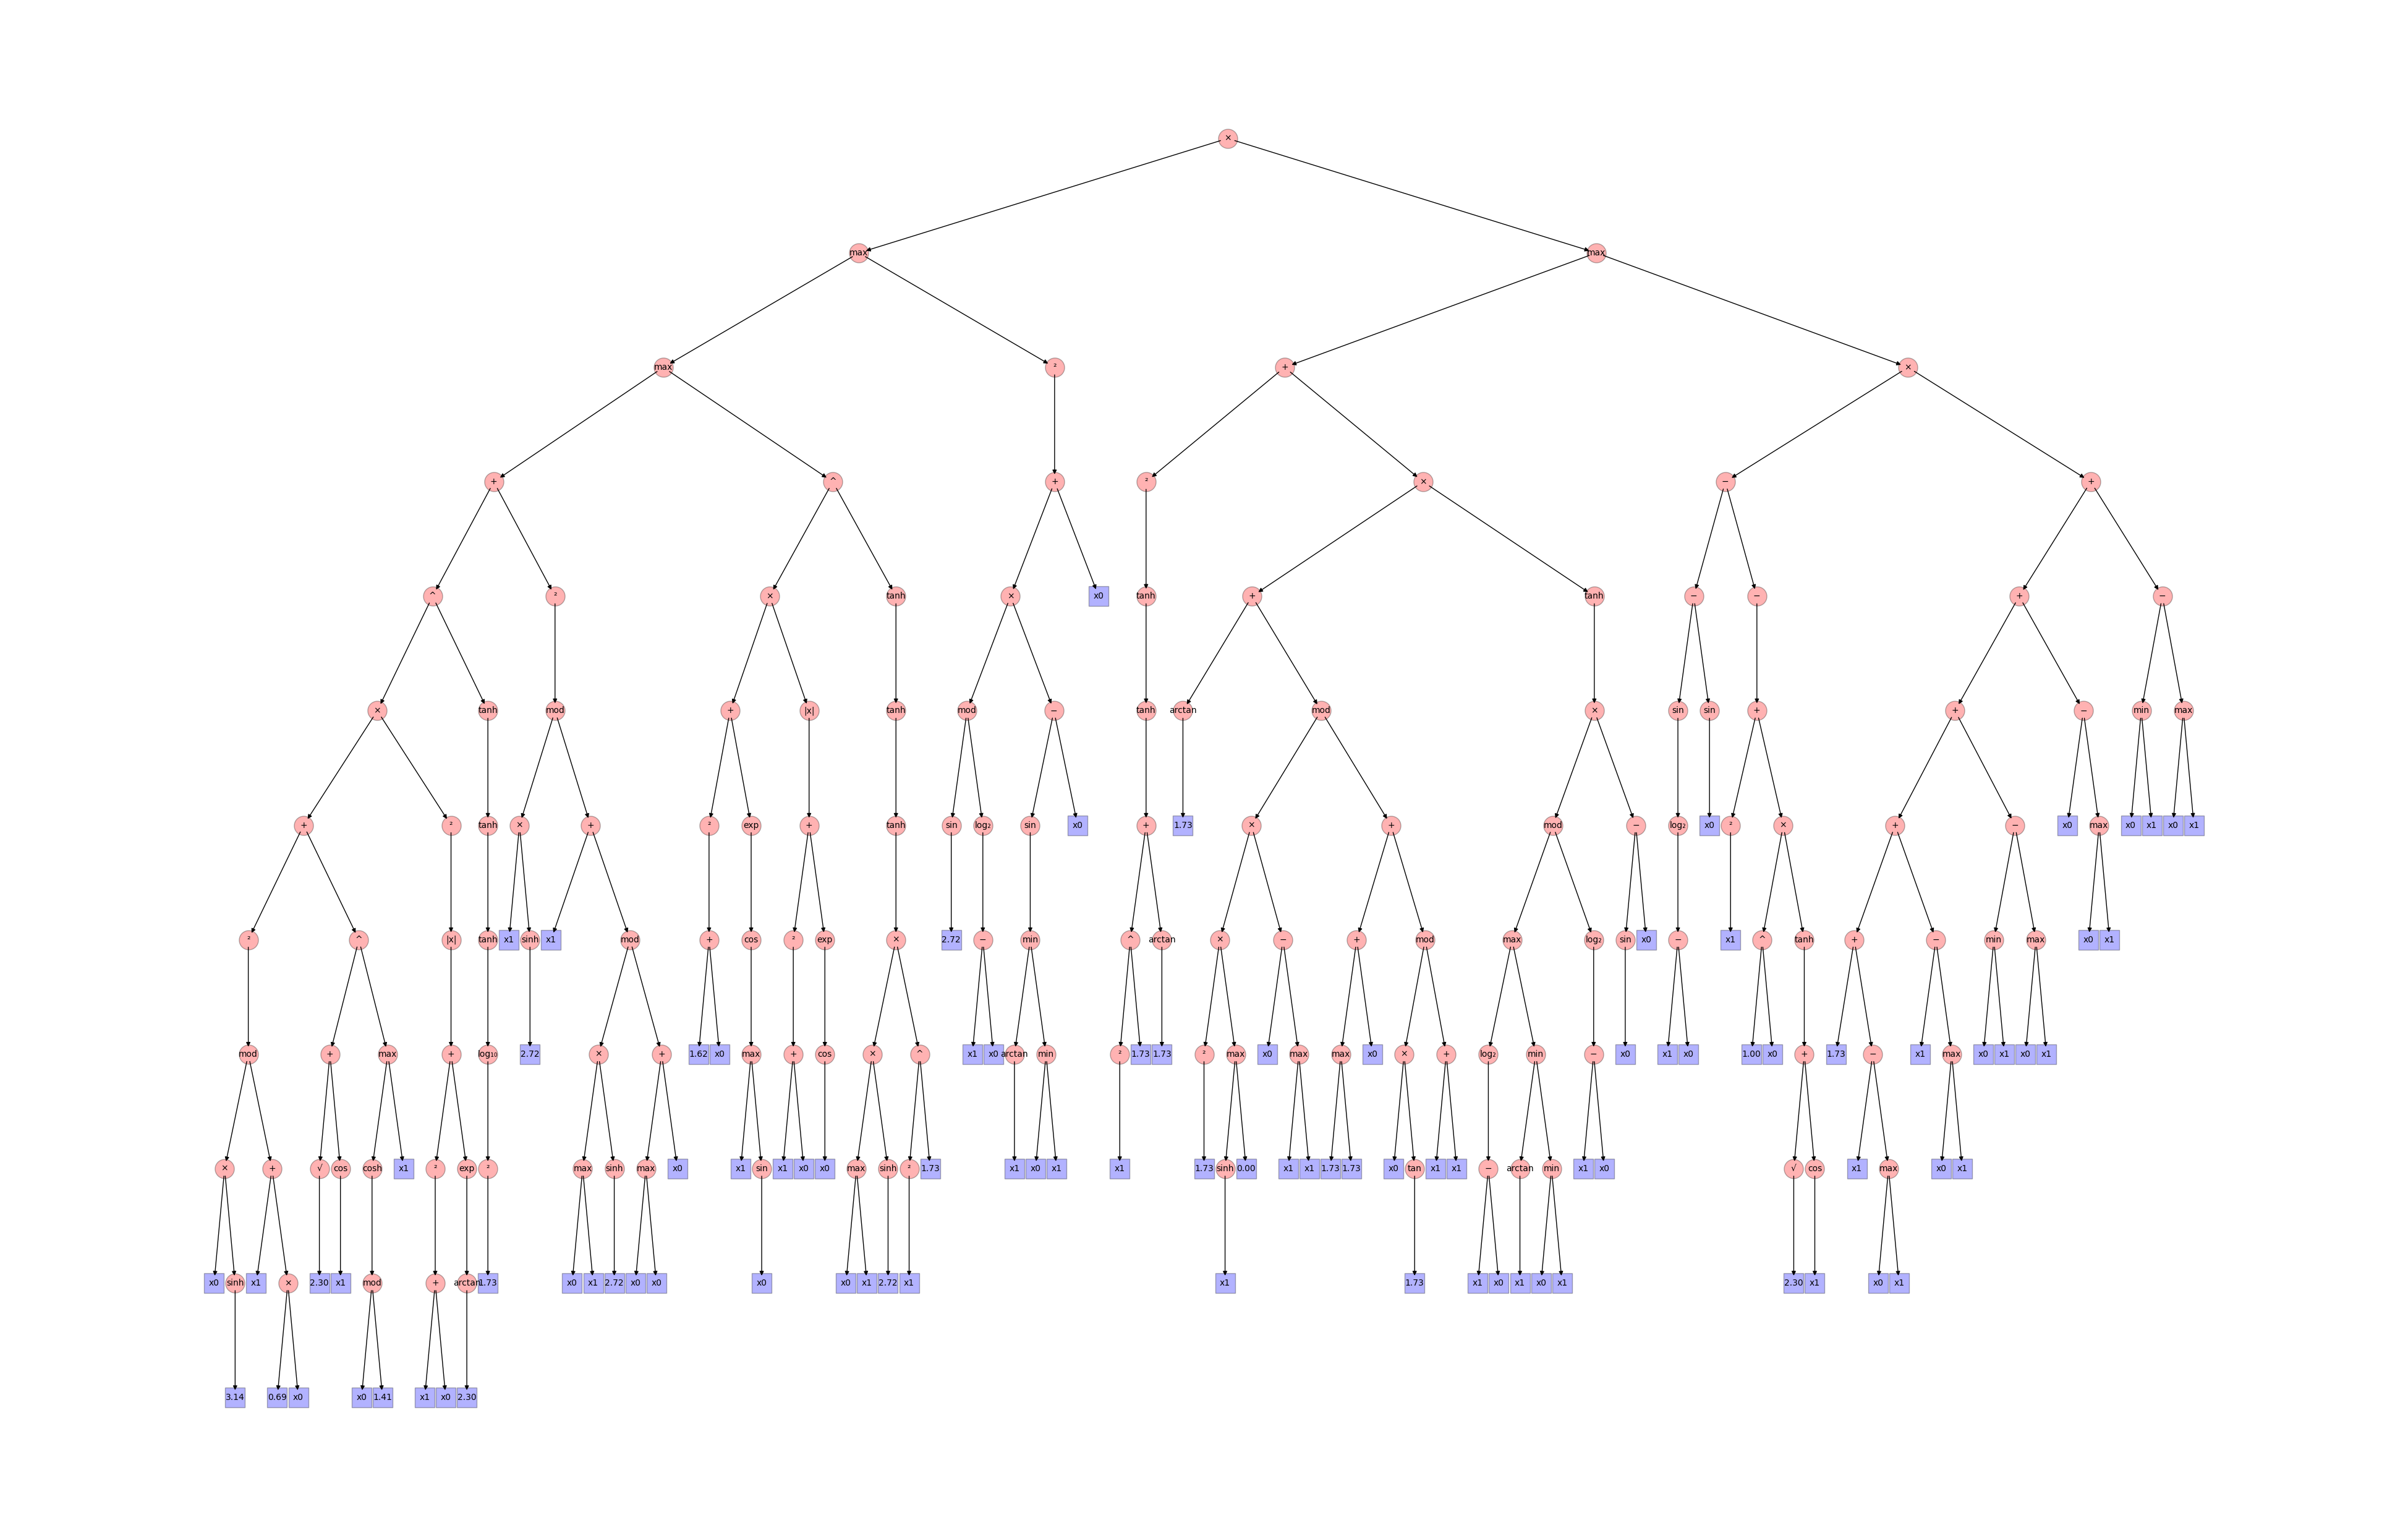 ×
max max
max ² + ×
+ ^ + ² × − +
^ ² × tanh × x0 tanh + tanh − − + −
× tanh mod + |x| tanh mod − tanh arctan mod × sin sin + + − min max
+ ² tanh × + ² exp + tanh sin log₂ sin x0 + 1.73 × + mod − log₂ x0 ² × + − x0 max x0 x1 x0 x1
² ^ |x| tanh x1 sinh x1 mod + cos ² exp × 2.72 − min ^ arctan × − + mod max log₂ sin x0 − x1 ^ tanh + − min max x0 x1
mod + max + log₁₀ 2.72 × + 1.62 x0 max + cos × ^ x1 x0 arctan min ² 1.73 1.73 ² max x0 max max x0 × + log₂ min − x0 x1 x0 1.00 x0 + 1.73 − x1 max x0 x1 x0 x1
× + √ cos cosh x1 ² exp ² max sinh max x0 x1 sin x1 x0 x0 max sinh ² 1.73 x1 x0 x1 x1 1.73 sinh 0.00 x1 x1 1.73 1.73 x0 tan x1 x1 − arctan min x1 x0 √ cos x1 max x0 x1
x0 sinh x1 × 2.30 x1 mod + arctan 1.73 x0 x1 2.72 x0 x0 x0 x0 x1 2.72 x1 x1 1.73 x1 x0 x1 x0 x1 2.30 x1 x0 x1
3.14 0.69 x0 x0 1.41 x1 x0 2.30